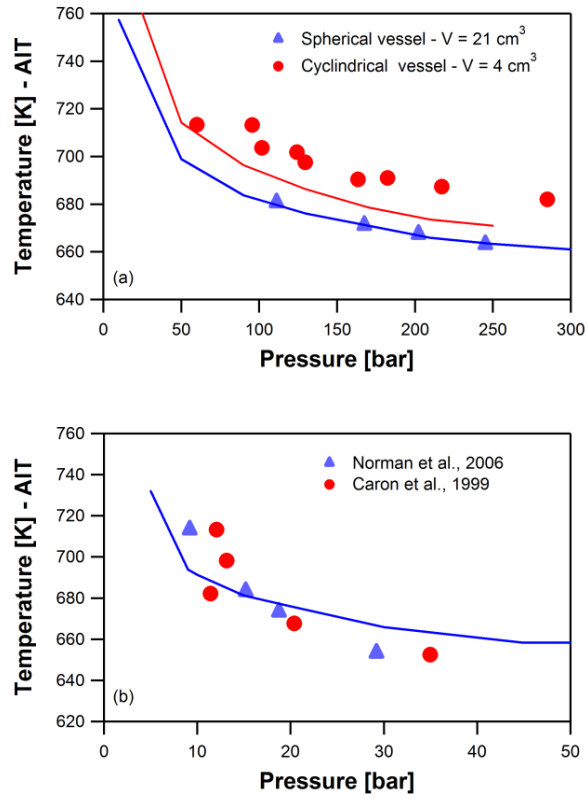 760
740
720
700
680
660
640
Temperature [K] - AIT
Spherical vessel - V = 21 cm³
Cyclindrical vessel - V = 4 cm³
(a)
0 50 100 150 200 250 300
Pressure [bar]
760
740
720
700
680
660
640
620
Temperature [K] - AIT
Norman et al., 2006
Caron et al., 1999
(b)
0 10 20 30 40 50
Pressure [bar]